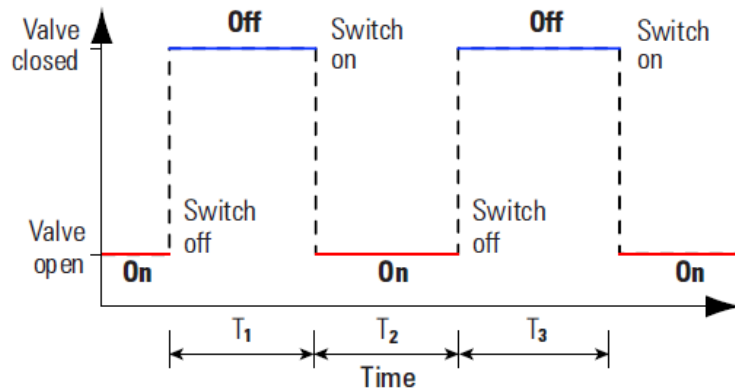 Valve
closed
Off
Switch
on
Off
Switch
on
Switch
off
Switch
off
Valve
open
On
On
On
T1
T2
T3
Time